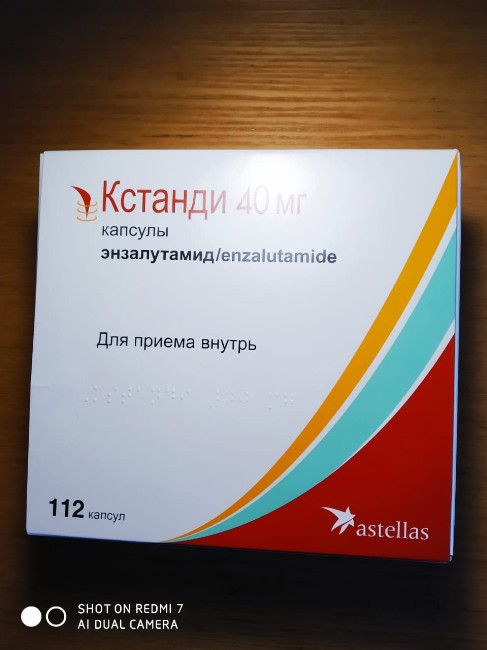 Кстанди 40 мг
капсулы
энзалутамид/enzalutamide
Для приема внутрь
112 капсул
astellas
SHOT ON REDMI 7
AI DUAL CAMERA